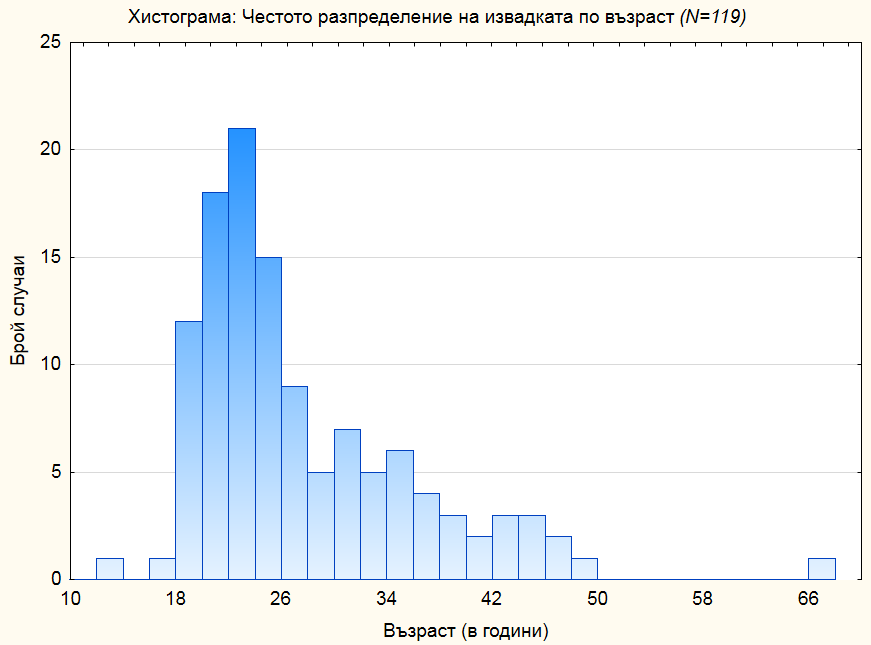 Хистограма: Честото разпределение на извадката по възраст (N=119)
25
20
15
10
5
0
Брой случаи
10 18 26 34 42 50 58 66
Възраст (в години)